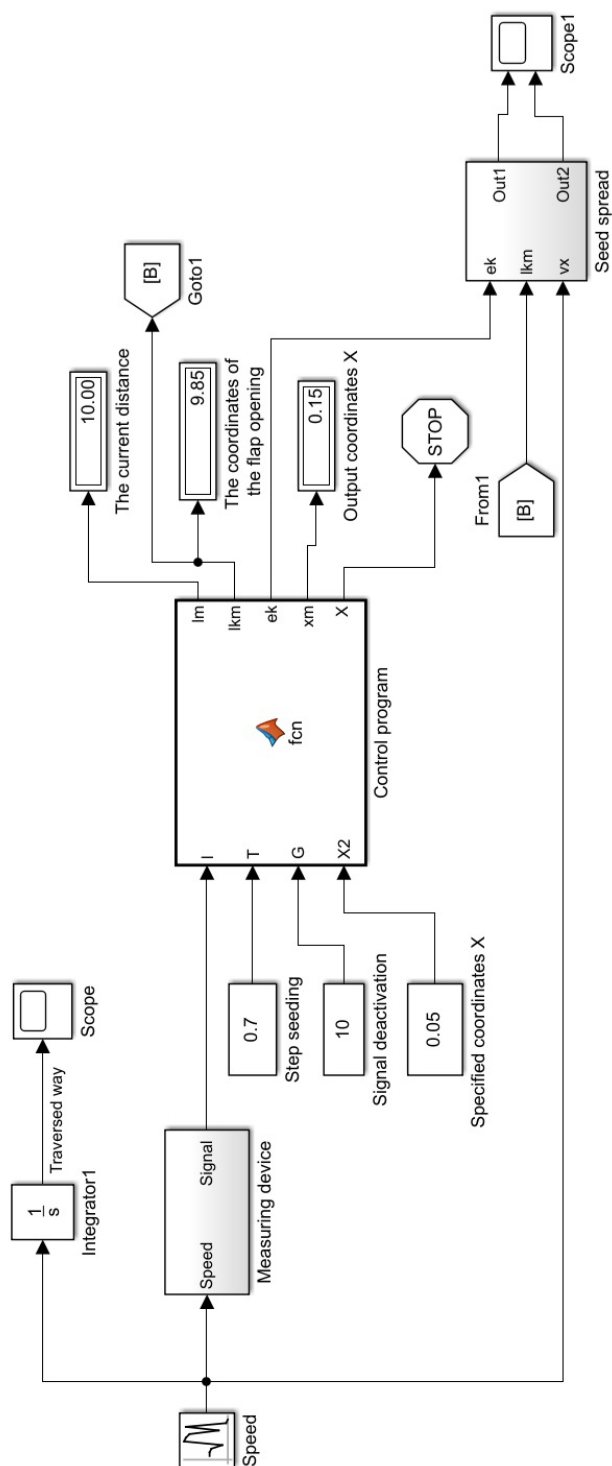 1
s
Integrator1
Traversed way
Scope
Speed
Speed
Signal
Measuring device
0.7
Step seeding
10
Signal deactivation
0.05
Specified coordinates X
l
T
G
X2
fcn
lm
lkm
ek
xm
X
Control program
10.00
The current distance
[B]
Goto1
9.85
The coordinates of
the flap opening
0.15
Output coordinates X
STOP
From1
[B]
ek
lkm
vx
Out1
Out2
Seed spread
Scope1